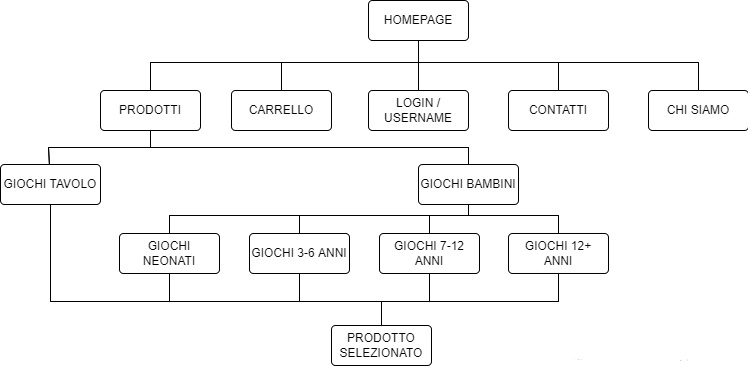 HOMEPAGE
PRODOTTI
CARRELLO
LOGIN /
USERNAME
CONTATTI
CHI SIAMO
GIOCHI TAVOLO
GIOCHI BAMBINI
GIOCHI
NEONATI
GIOCHI 3-6 ANNI
GIOCHI 7-12
ANNI
GIOCHI 12+
ANNI
PRODOTTO
SELEZIONATO